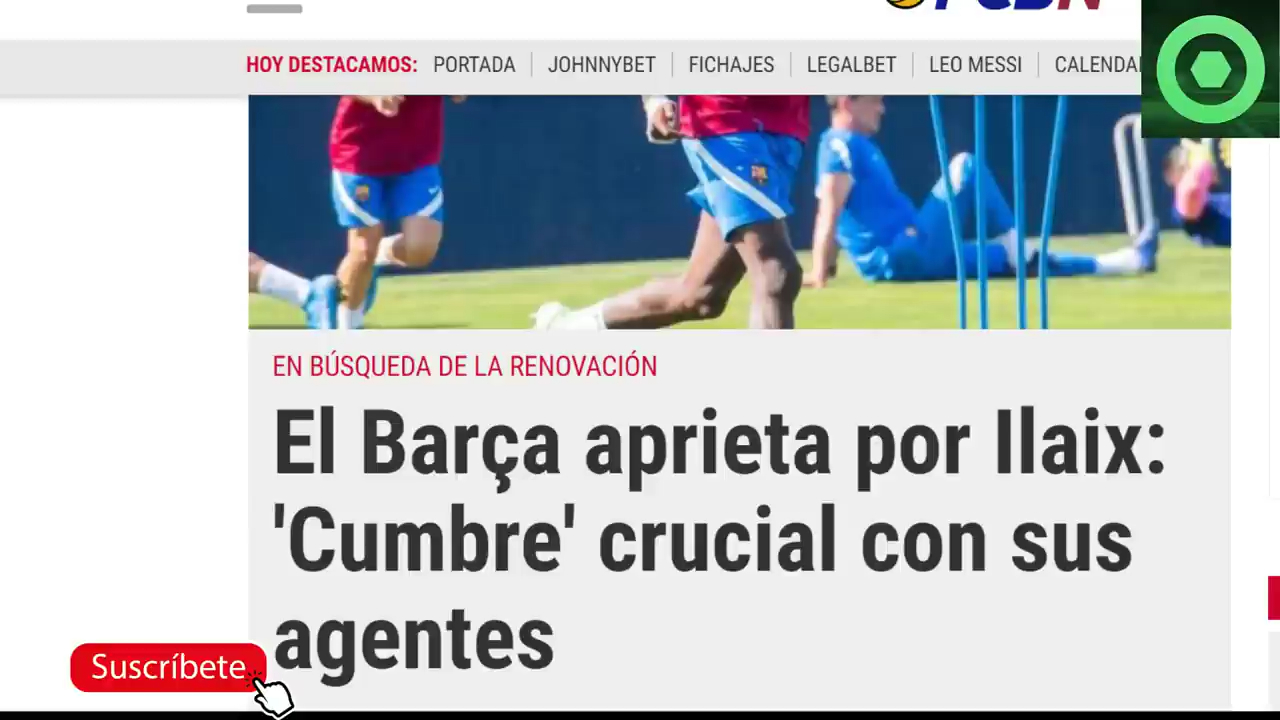 FCBN
HOY DESTACAMOS: PORTADA JOHNNYBET FICHAJES LEGALBET LEO MESSI
EN BÚSQUEDA DE LA RENOVACIÓN
El Barça aprieta por Ilaix:
'Cumbre' crucial con sus
agentes
Suscríbete